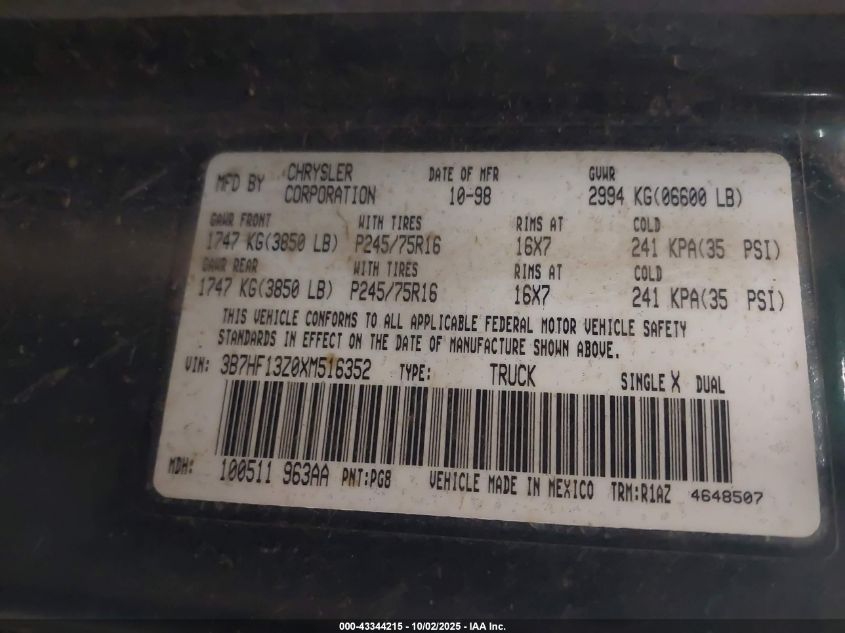 MFD BY CHRYSLER CORPORATION DATE OF MFR 10-98 GVWR 2994 KG(06600 LB)
GAWR FRONT WITH TIRES RIMS AT COLD
1747 KG(3850 LB) P245/75R16 16X7 241 KPA(35 PSI)
GAWR REAR WITH TIRES RIMS AT COLD
1747 KG(3850 LB) P245/75R16 16X7 241 KPA(35 PSI)
THIS VEHICLE CONFORMS TO ALL APPLICABLE FEDERAL MOTOR VEHICLE SAFETY
STANDARDS IN EFFECT ON THE DATE OF MANUFACTURE SHOWN ABOVE.
VIN: 3B7HF13Z0XM516352 TYPE: TRUCK SINGLE X DUAL
MDH: 100511 963AA PNT:PG8 VEHICLE MADE IN MEXICO TRM:R1AZ 4648507
000-43344215 - 10/02/2025 - IAA Inc.